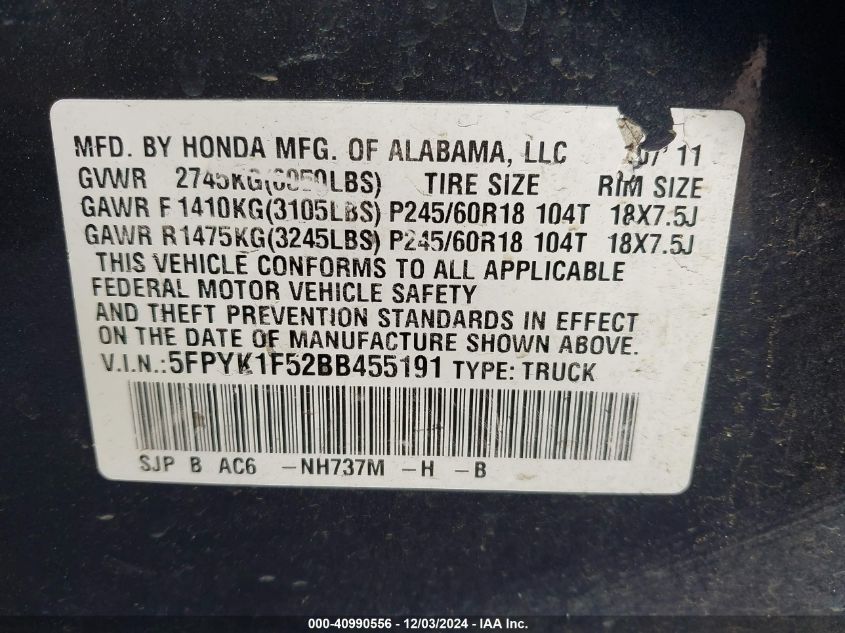 MFD. BY HONDA MFG. OF ALABAMA, LLC 11
GVWR 2745KG TIRE SIZE RIM SIZE
GAWR F 1410KG(3105LBS) P245/60R18 104T 18X7.5J
GAWR R 1475KG(3245LBS) P245/60R18 104T 18X7.5J
THIS VEHICLE CONFORMS TO ALL APPLICABLE
FEDERAL MOTOR VEHICLE SAFETY
AND THEFT PREVENTION STANDARDS IN EFFECT
ON THE DATE OF MANUFACTURE SHOWN ABOVE.
V.I.N.: 5FPYK1F52BB455191 TYPE: TRUCK
SJP B AC6 -NH737M -H -B
000-40990556 - 12/03/2024 - IAA Inc.